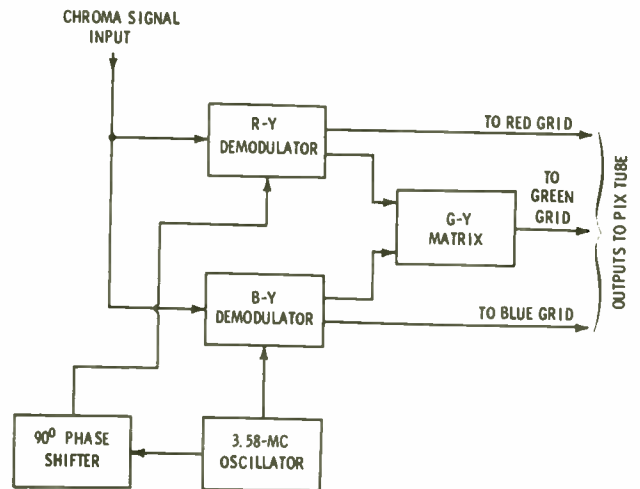 CHROMA SIGNAL
INPUT
R-Y
DEMODULATOR
TO RED GRID
TO
GREEN
GRID
G-Y
MATRIX
B-Y
DEMODULATOR
TO BLUE GRID
OUTPUTS TO PIX TUBE
90⁰ PHASE
SHIFTER
3.58-MC
OSCILLATOR